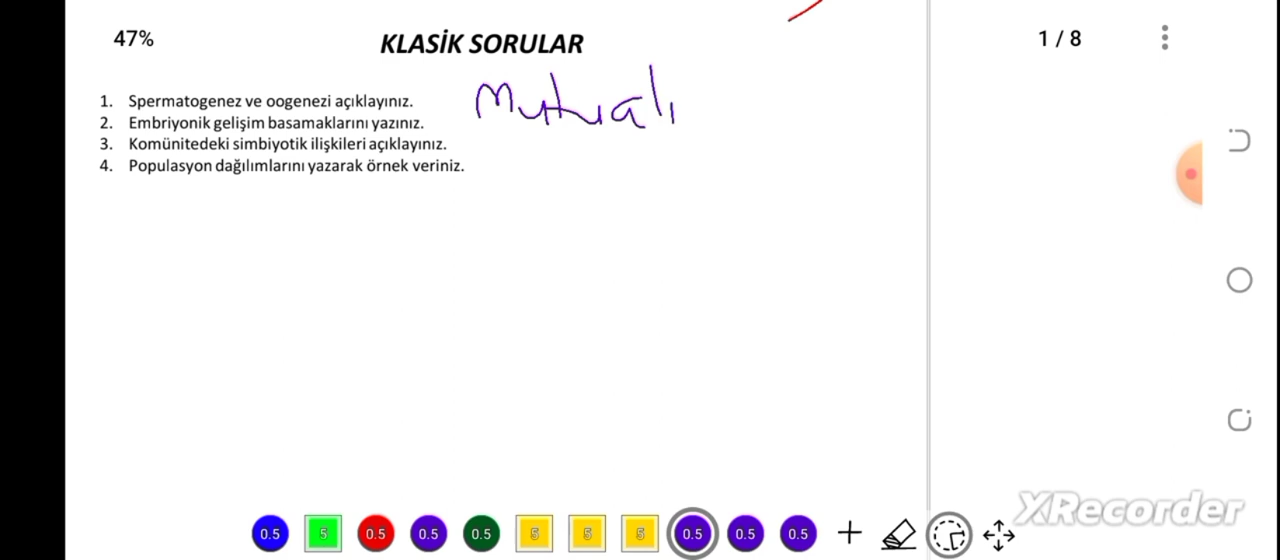 47%
KLASİK SORULAR
1 / 8
Mutualı
1. Spermatogenez ve oogenezi açıklayınız.
2. Embriyonik gelişim basamaklarını yazınız.
3. Komünitedeki simbiyotik ilişkileri açıklayınız.
4. Populasyon dağılımlarını yazarak örnek veriniz.
XRecorder
0.5 5 0.5 0.5 0.5 5 5 5 0.5 0.5 0.5